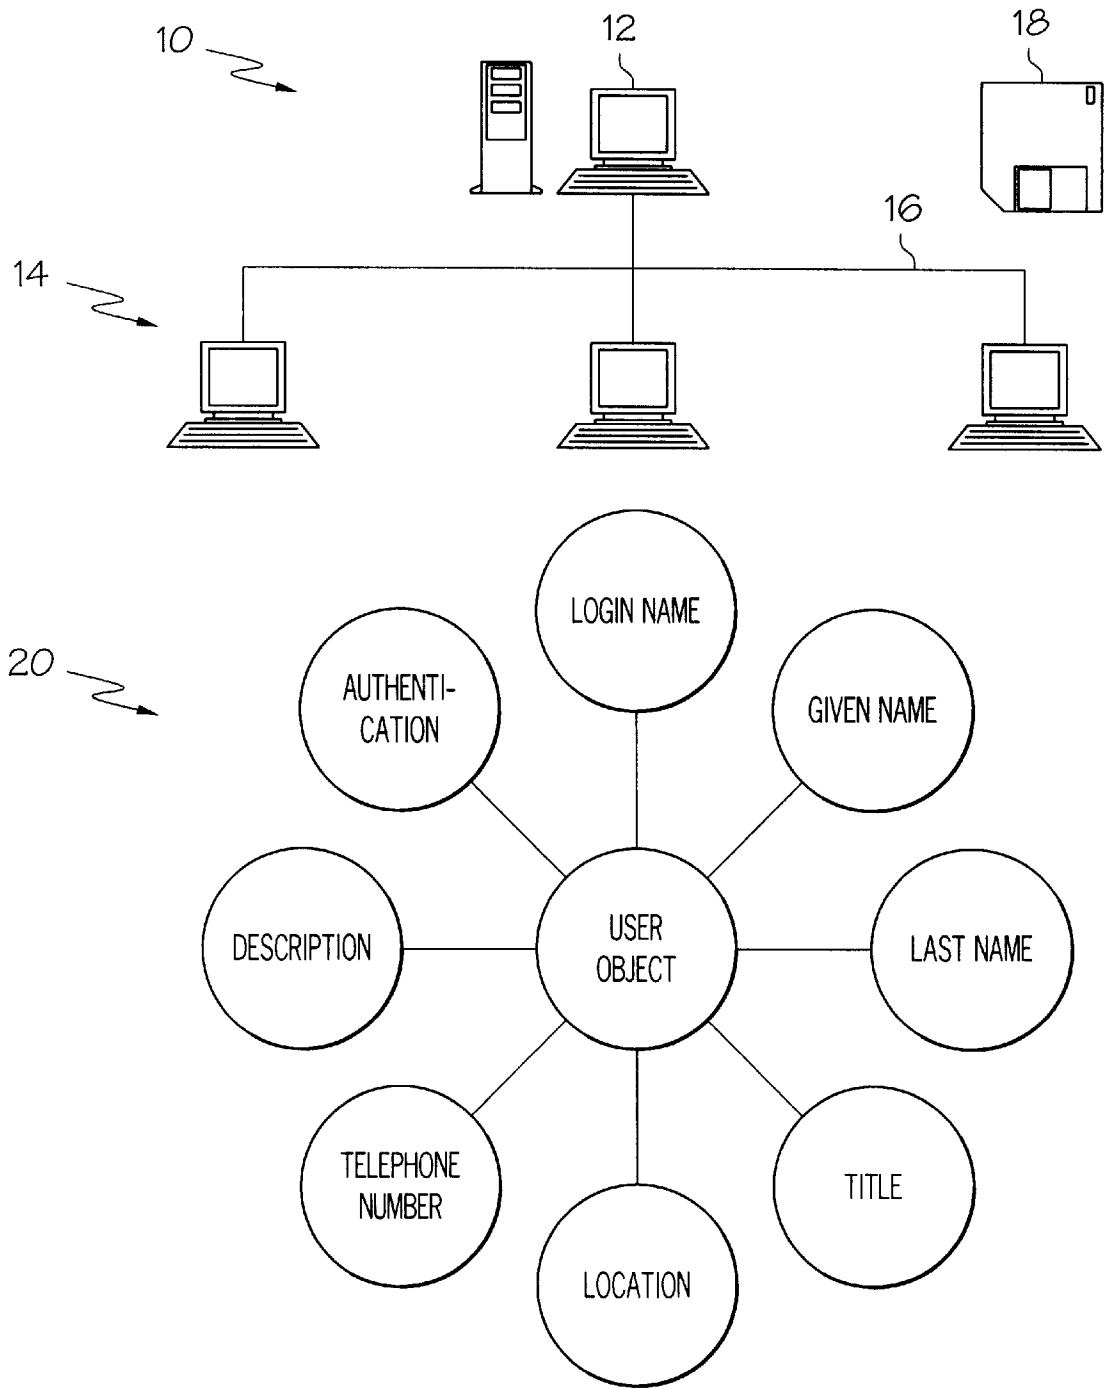 10
12
18
16
14
LOGIN NAME
20
AUTHENTI-
CATION
GIVEN NAME
DESCRIPTION
USER
OBJECT
LAST NAME
TELEPHONE
NUMBER
TITLE
LOCATION